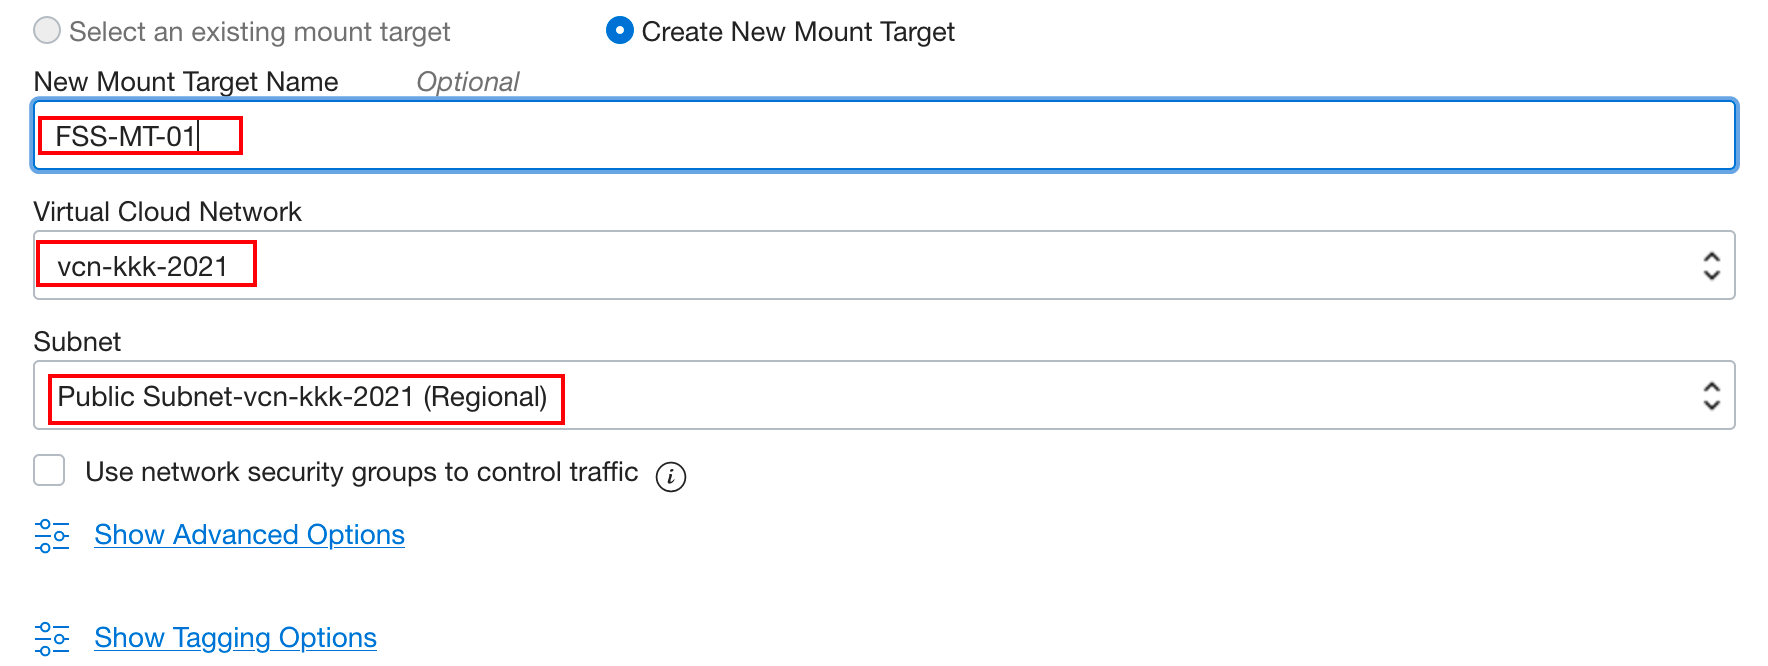 Select an existing mount target Create New Mount Target
New Mount Target Name Optional
FSS-MT-01
Virtual Cloud Network
vcn-kkk-2021
Subnet
Public Subnet-vcn-kkk-2021 (Regional)
Use network security groups to control traffic i
Show Advanced Options
Show Tagging Options